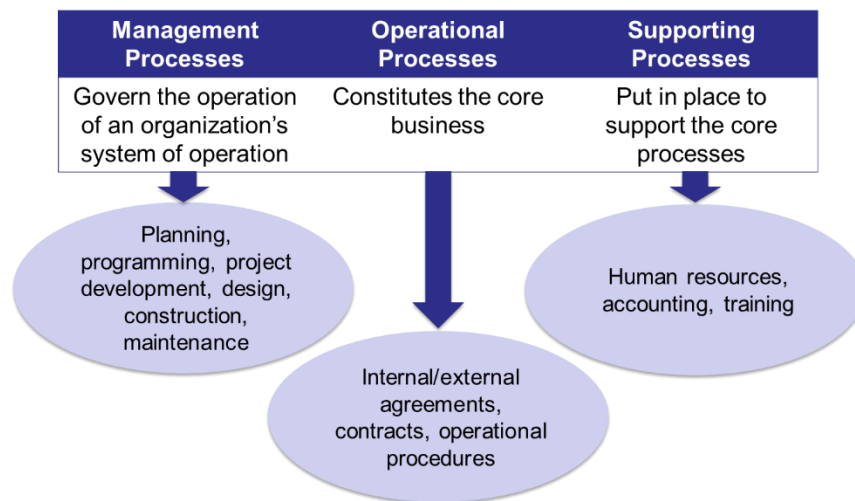 Management
Processes
Operational
Processes
Supporting
Processes
Govern the operation
of an organization's
system of operation
Constitutes the core
business
Put in place to
support the core
processes
Planning,
programming, project
development, design,
construction,
maintenance
Internal/external
agreements,
contracts, operational
procedures
Human resources,
accounting, training